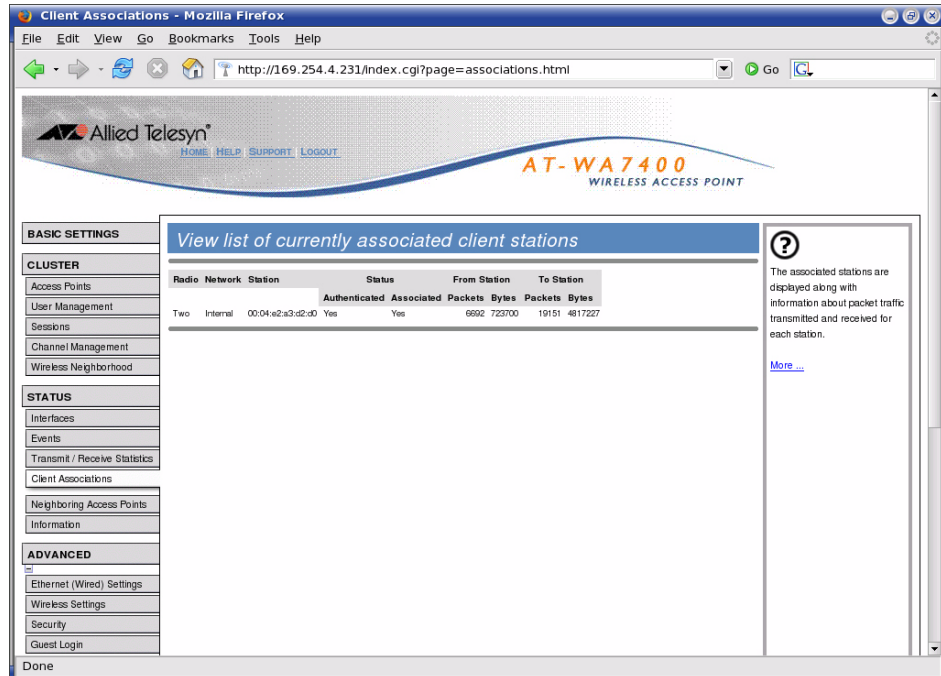 Client Associations - Mozilla Firefox
File Edit View Go Bookmarks Tools Help
http://169.254.4.231/index.cgi?page=associations.html Go G
Allied Telesyn®
HOME HELP SUPPORT LOGOUT
AT-WA7400
WIRELESS ACCESS POINT
BASIC SETTINGS
CLUSTER
Access Points
User Management
Sessions
Channel Management
Wireless Neighborhood
STATUS
Interfaces
Events
Transmit / Receive Statistics
Client Associations
Neighboring Access Points
Information
ADVANCED
Ethernet (Wired) Settings
Wireless Settings
Security
Guest Login
View list of currently associated client stations
Radio Network Station Status From Station To Station
Authenticated Associated Packets Bytes Packets Bytes
Two Internal 00:04:e2:a3:d2:d0 Yes Yes 6692 723700 19151 4817227
?
The associated stations are
displayed along with
information about packet traffic
transmitted and received for
each station.
More ...
Done